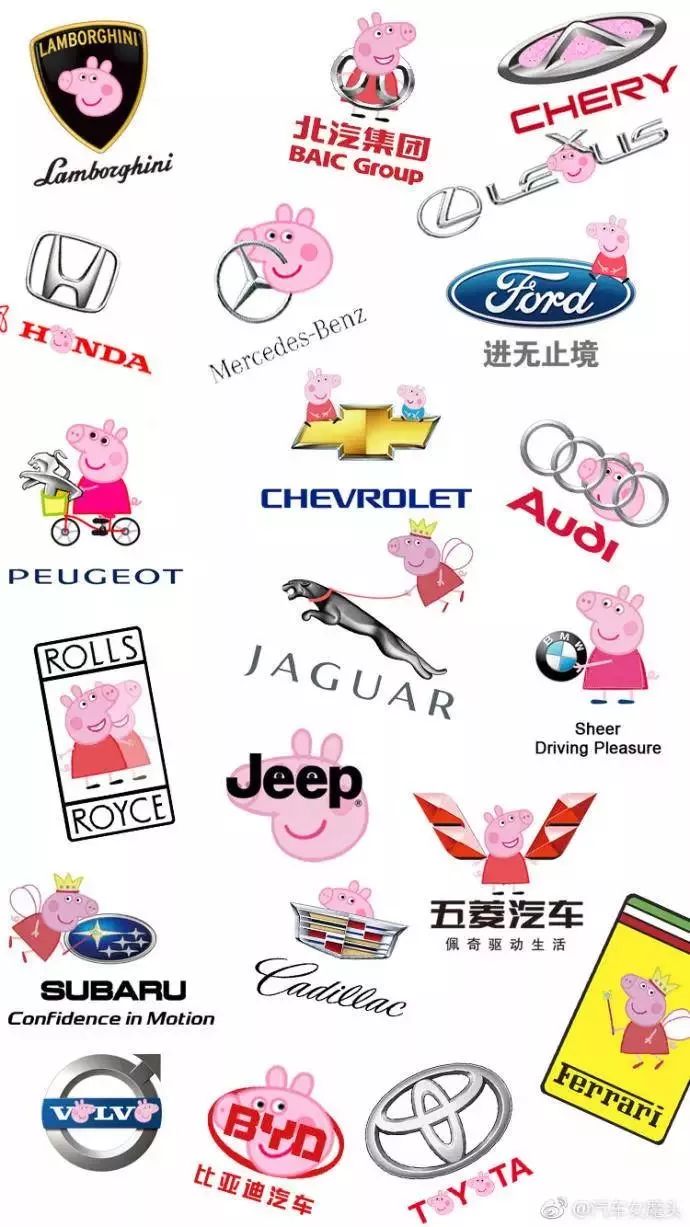 LAMBORGHINI
Lamborghini
北汽集团
BAIC Group
CHERY
LEXUS
HONDA
Mercedes-Benz
Ford
进无止境
PEUGEOT
CHEVROLET
Audi
JAGUAR
BMW
Sheer
Driving Pleasure
ROLLS
ROYCE
Jeep
®
五菱汽车
佩奇驱动生活
SUBARU
Confidence in Motion
Cadillac
Ferrari
VOLVO
BYD
比亚迪汽车
TOYOTA